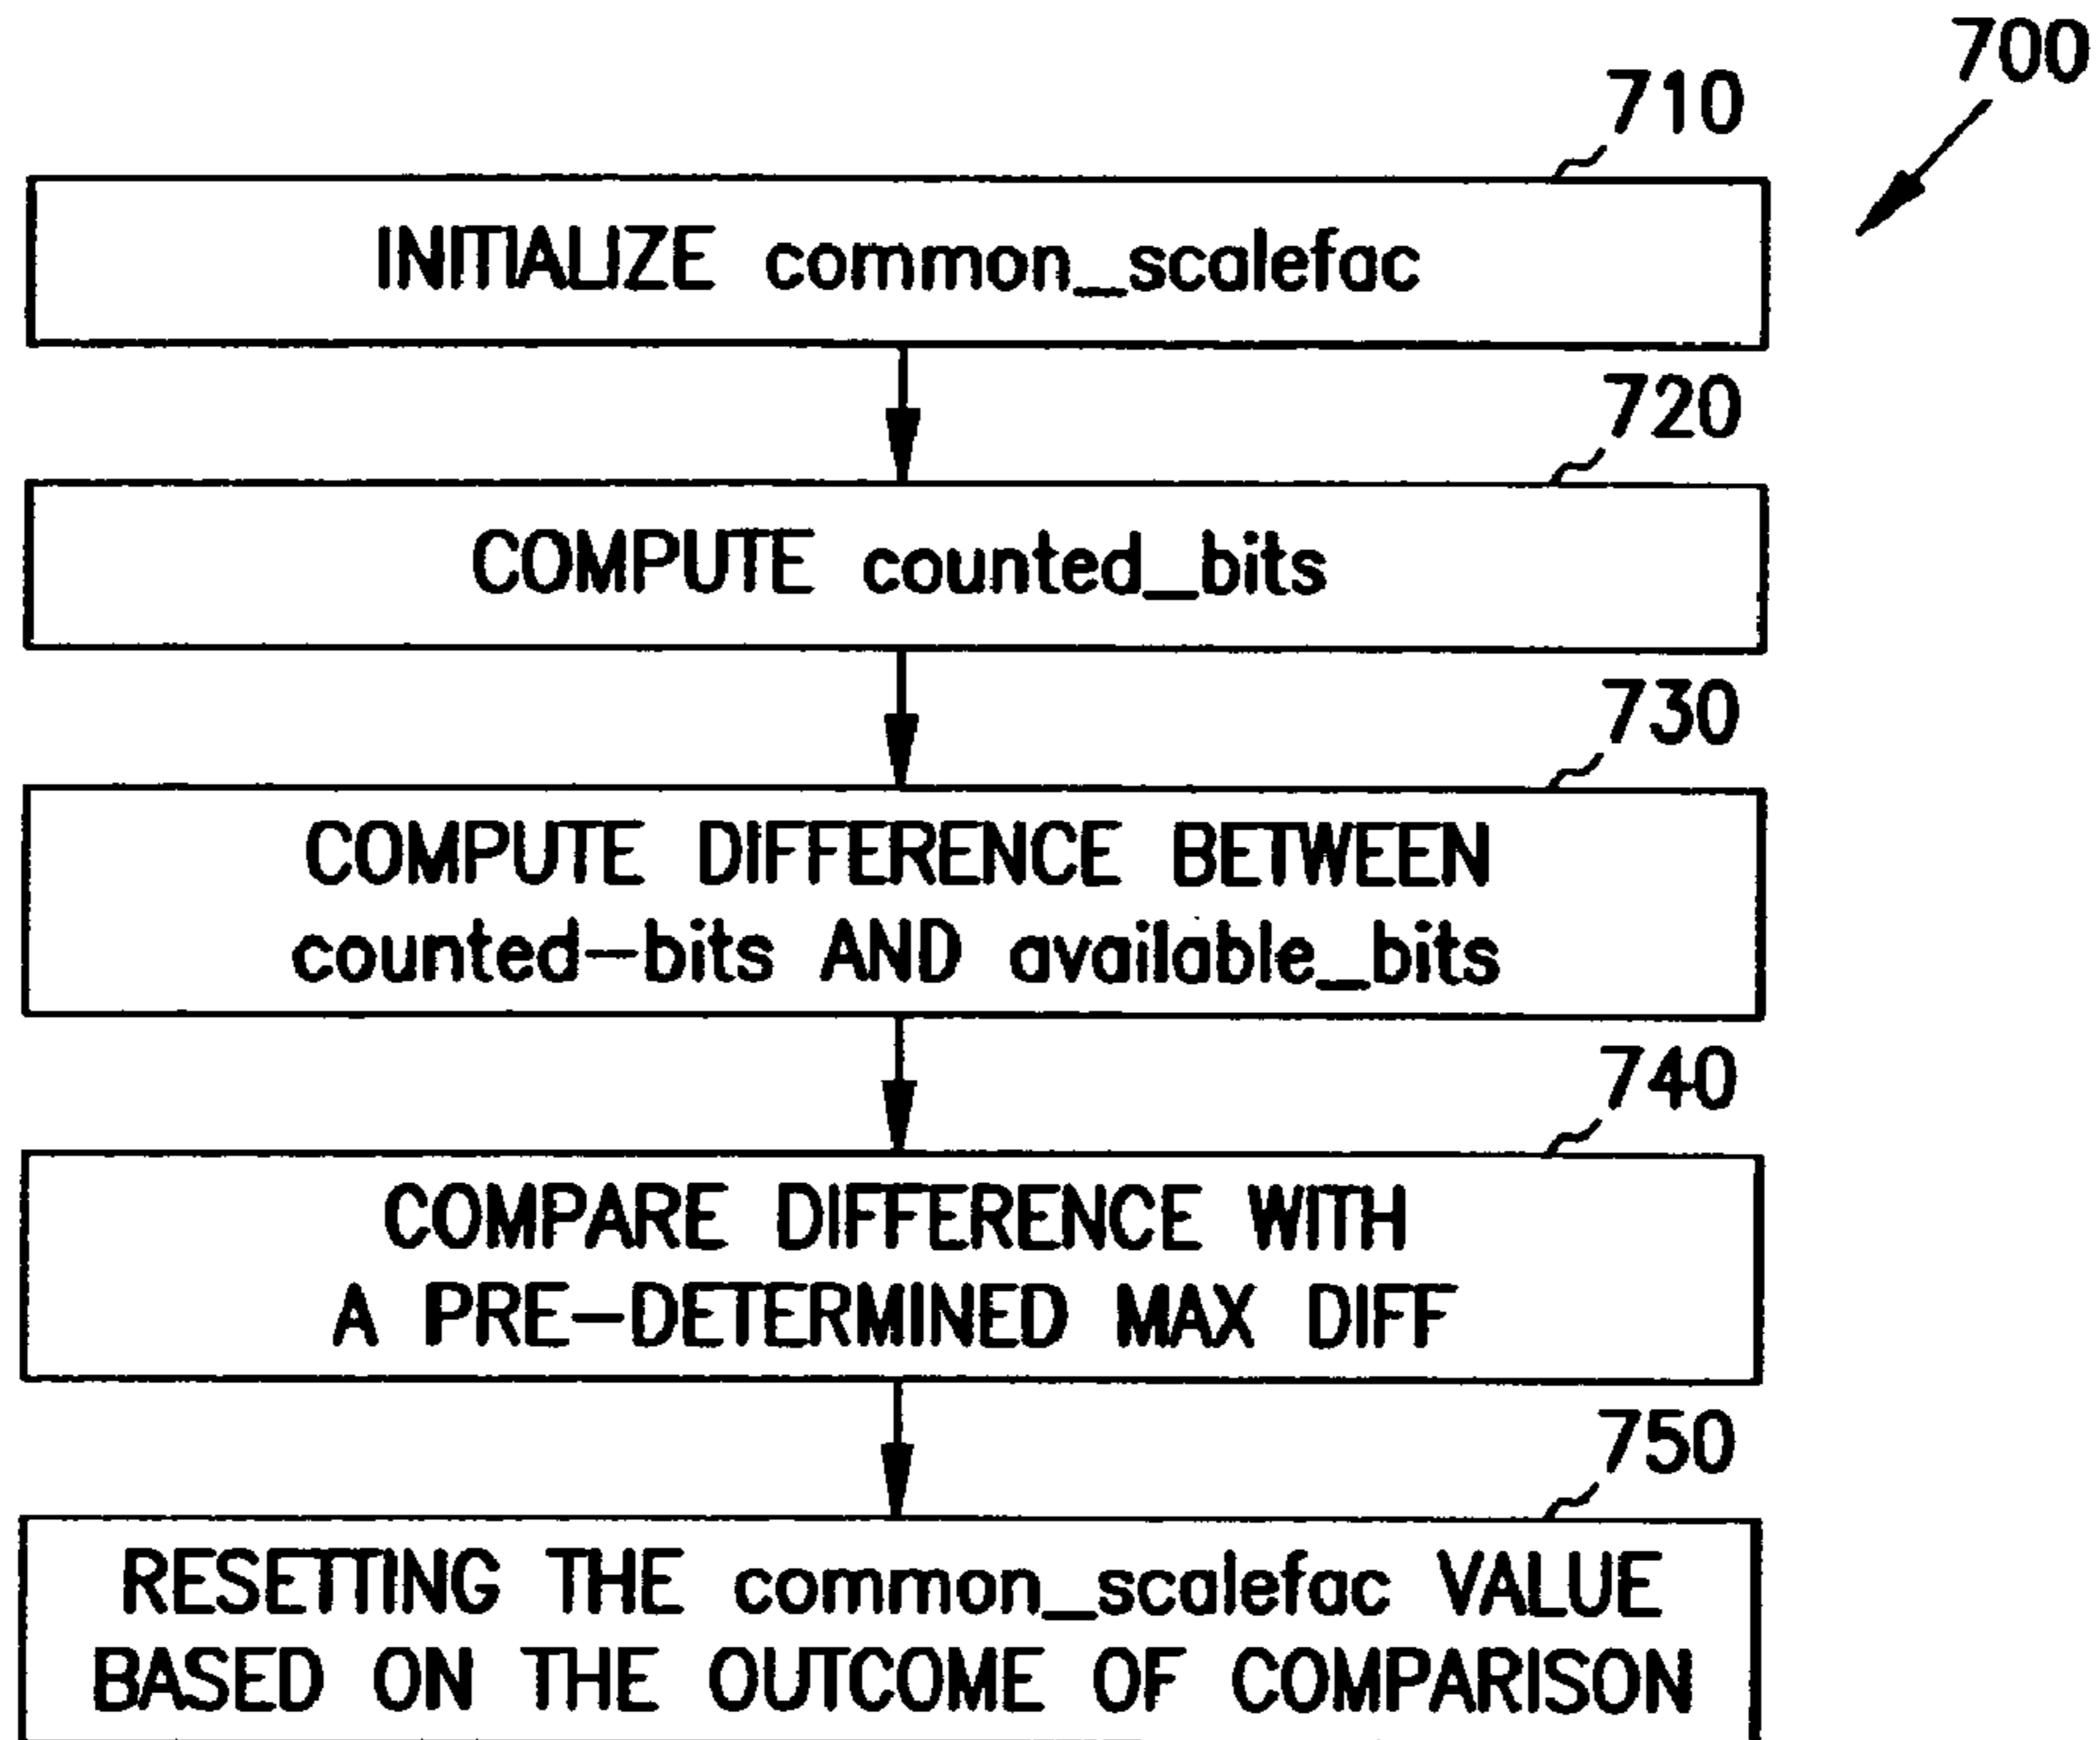 700
710
INITIALIZE common_scalefac
720
COMPUTE counted_bits
730
COMPUTE DIFFERENCE BETWEEN
counted-bits AND available_bits
740
COMPARE DIFFERENCE WITH
A PRE-DETERMINED MAX DIFF
750
RESETTING THE common_scalefac VALUE
BASED ON THE OUTCOME OF COMPARISON